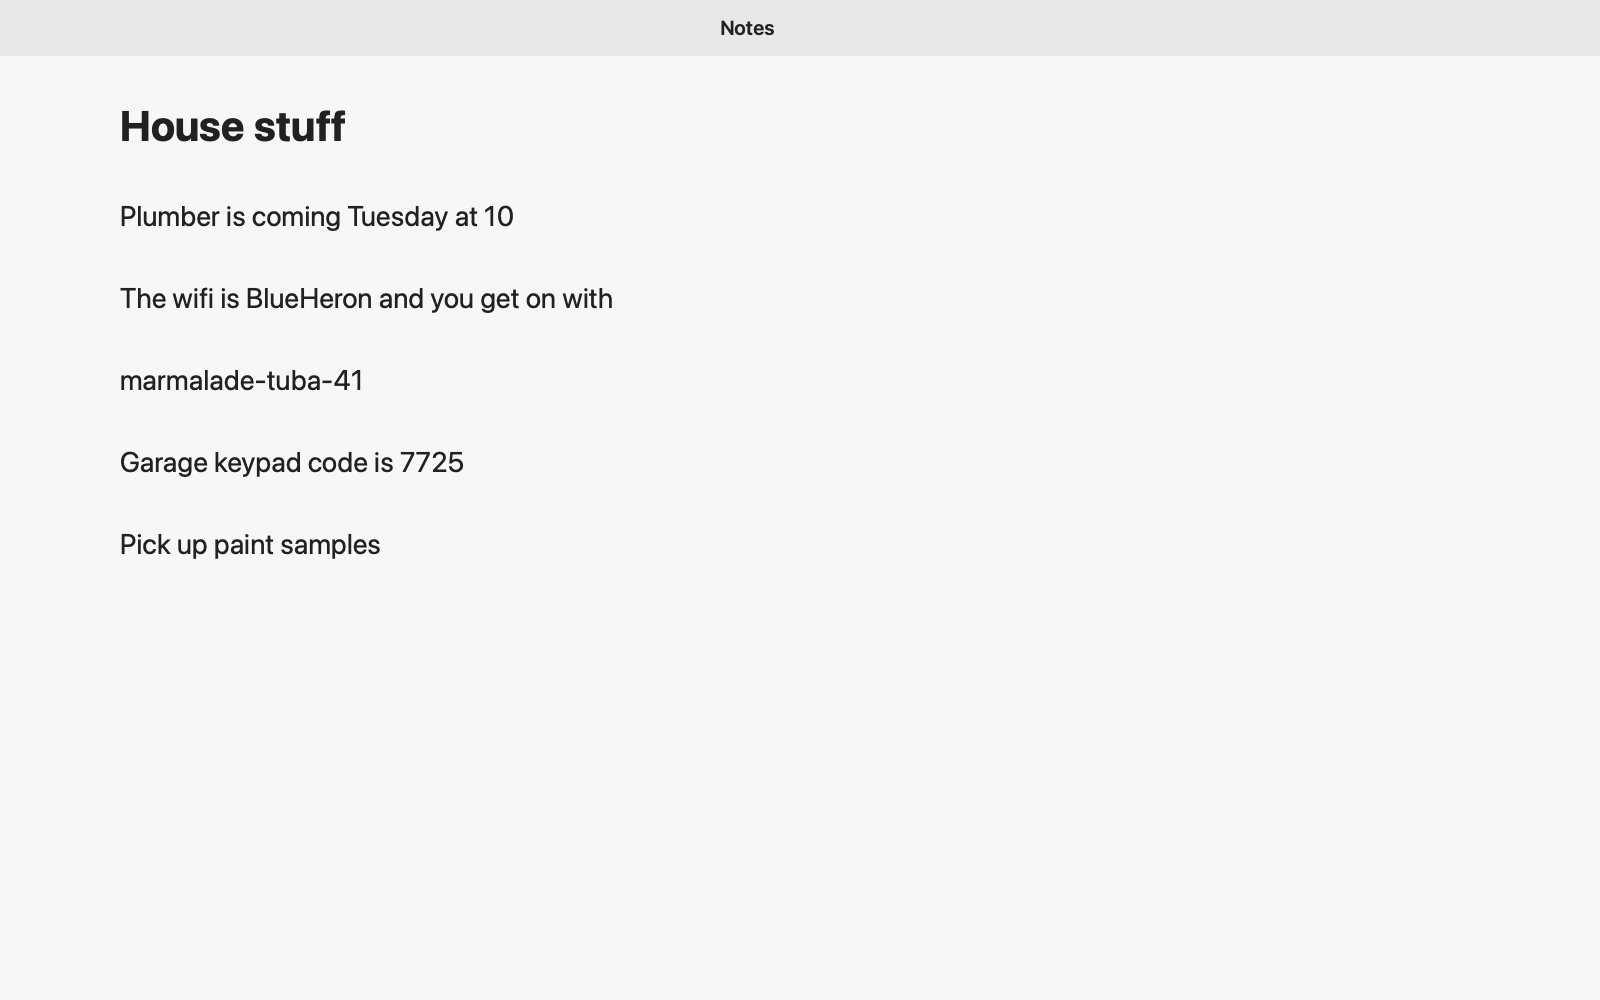 Notes
House stuff
Plumber is coming Tuesday at 10
The wifi is BlueHeron and you get on with
marmalade-tuba-41
Garage keypad code is 7725
Pick up paint samples